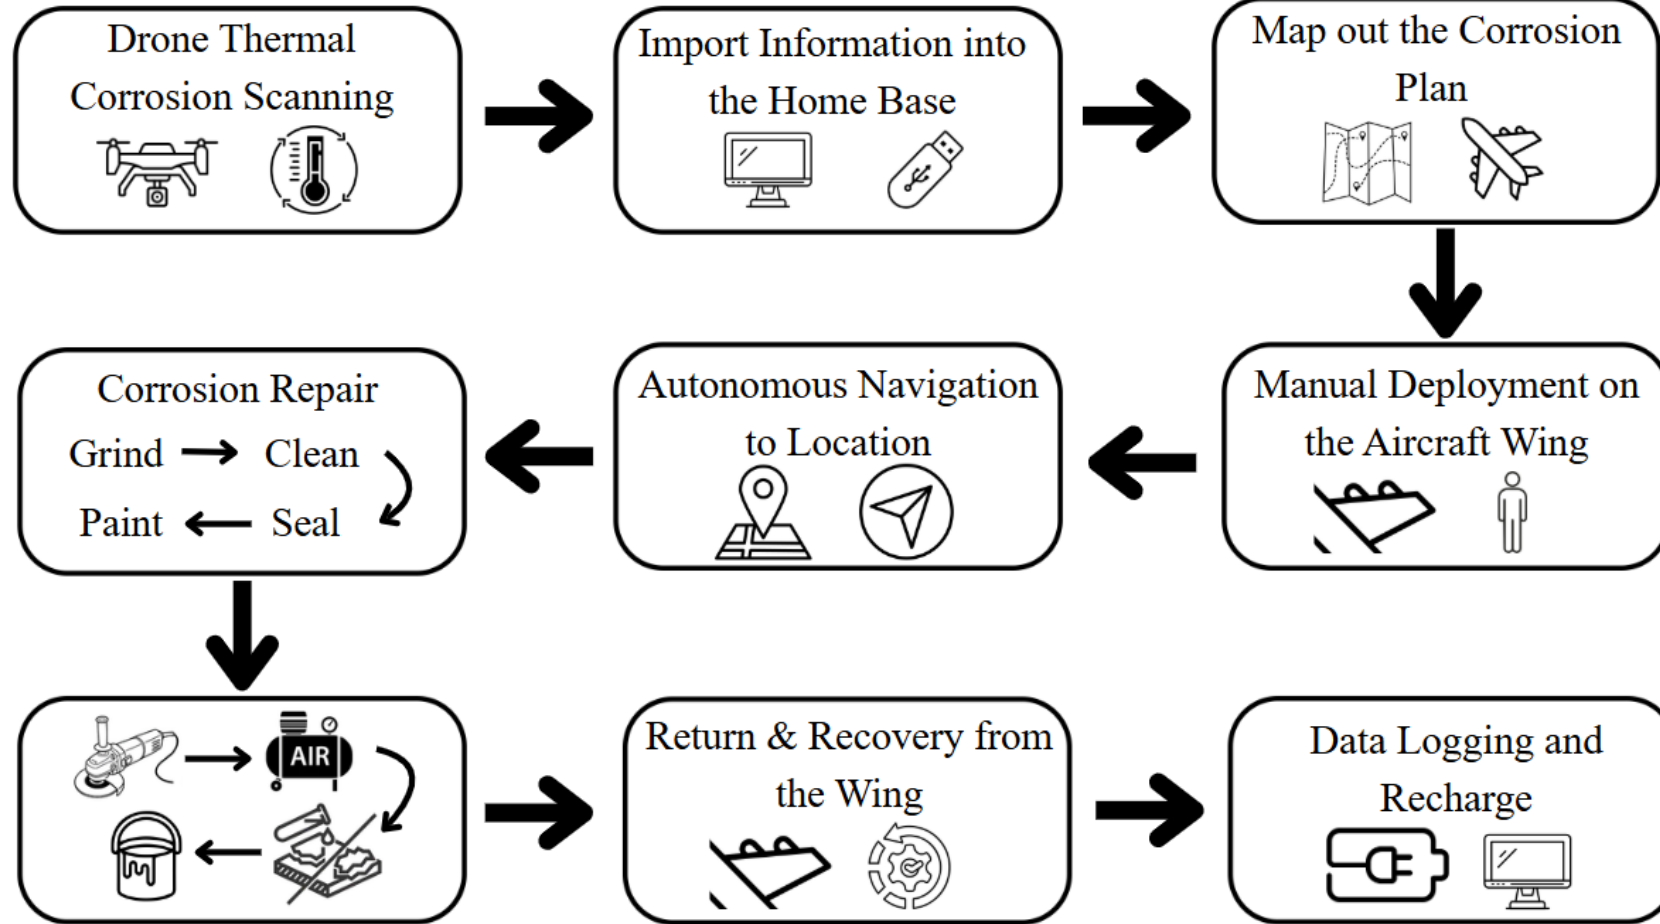 Drone Thermal
Corrosion Scanning
Import Information into
the Home Base
Map out the Corrosion
Plan
Manual Deployment on
the Aircraft Wing
Autonomous Navigation
to Location
Corrosion Repair
Grind
Clean
Seal
Paint
AIR
Return & Recovery from
the Wing
Data Logging and
Recharge